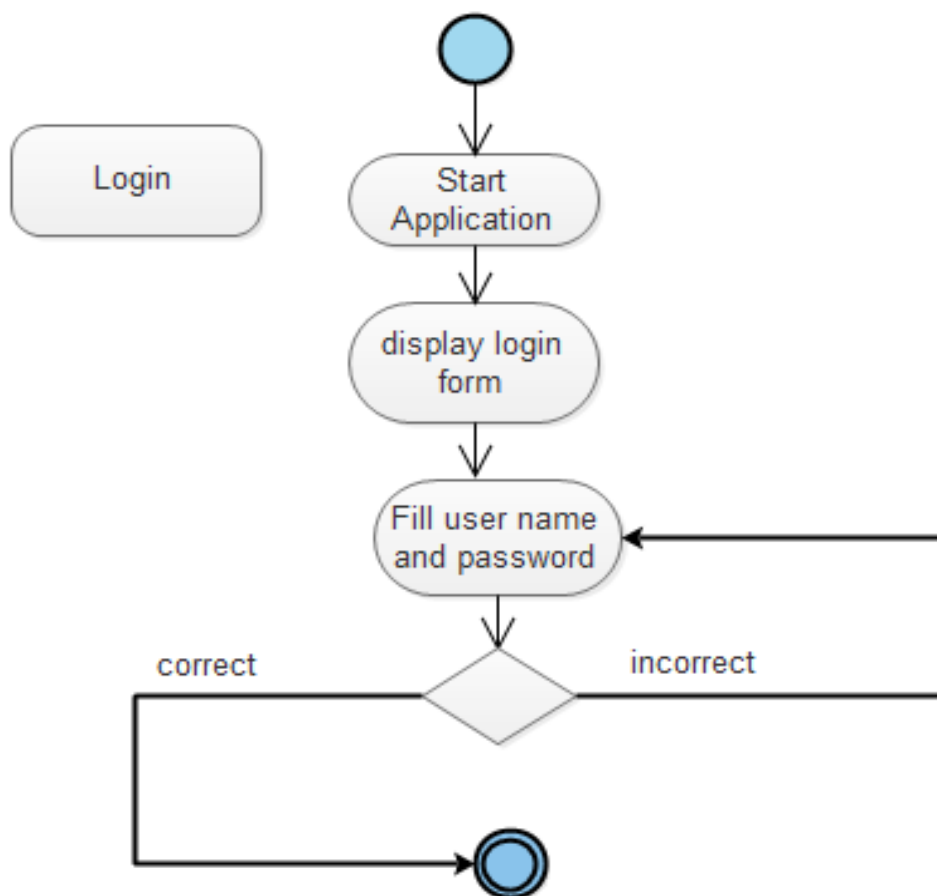 Login
Start
Application
display login
form
Fill user name
and password
correct
incorrect